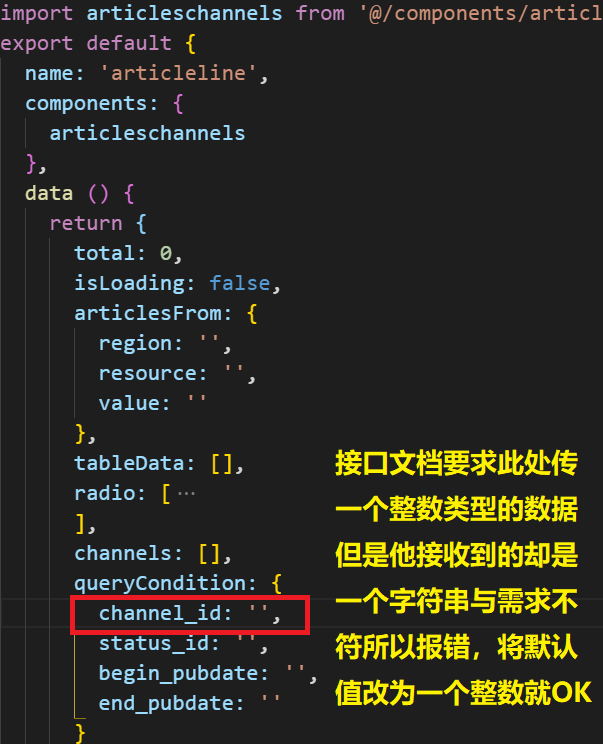 import articleschannels from '@/components/articl
export default {
name: 'articleline',
components: {
articleschannels
},
data () {
return {
total: 0,
isLoading: false,
articlesFrom: {
region: '',
resource: '',
value: ''
},
tableData: [],
radio: [ ···
],
channels: [],
queryCondition: {
channel_id: '',
status_id: '',
begin_pubdate: '',
end_pubdate: ''
}
接口文档要求此处传
一个整数类型的数据
但是他接收到的却是
一个字符串与需求不
符所以报错，将默认
值改为一个整数就OK